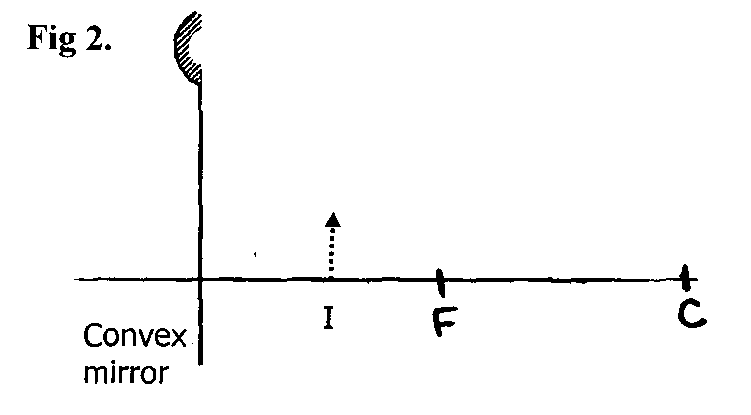 Fig 2.
I
F
C
Convex
mirror